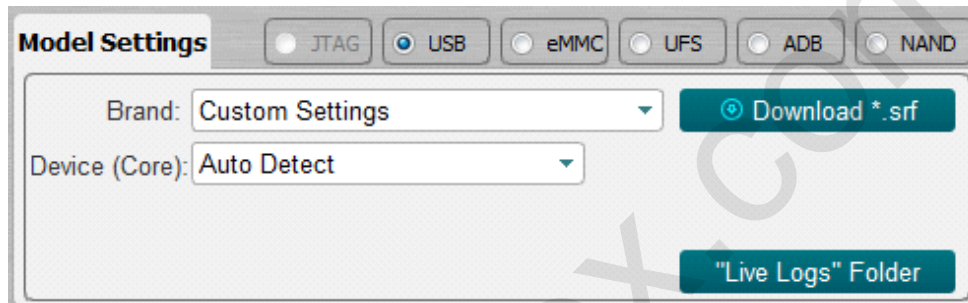 Model Settings JTAG USB eMMC UFS ADB NAND
Brand: Custom Settings Download *.srf
Device (Core): Auto Detect
"Live Logs" Folder
x.com